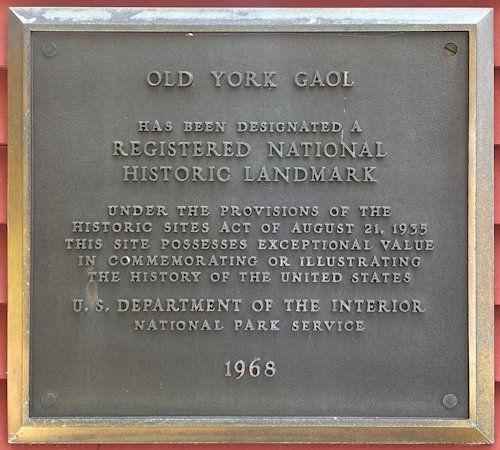 OLD YORK GAOL
HAS BEEN DESIGNATED A
REGISTERED NATIONAL
HISTORIC LANDMARK
UNDER THE PROVISIONS OF THE
HISTORIC SITES ACT OF AUGUST 21, 1935
THIS SITE POSSESSES EXCEPTIONAL VALUE
IN COMMEMORATING OR ILLUSTRATING
THE HISTORY OF THE UNITED STATES
U. S. DEPARTMENT OF THE INTERIOR
NATIONAL PARK SERVICE
1968